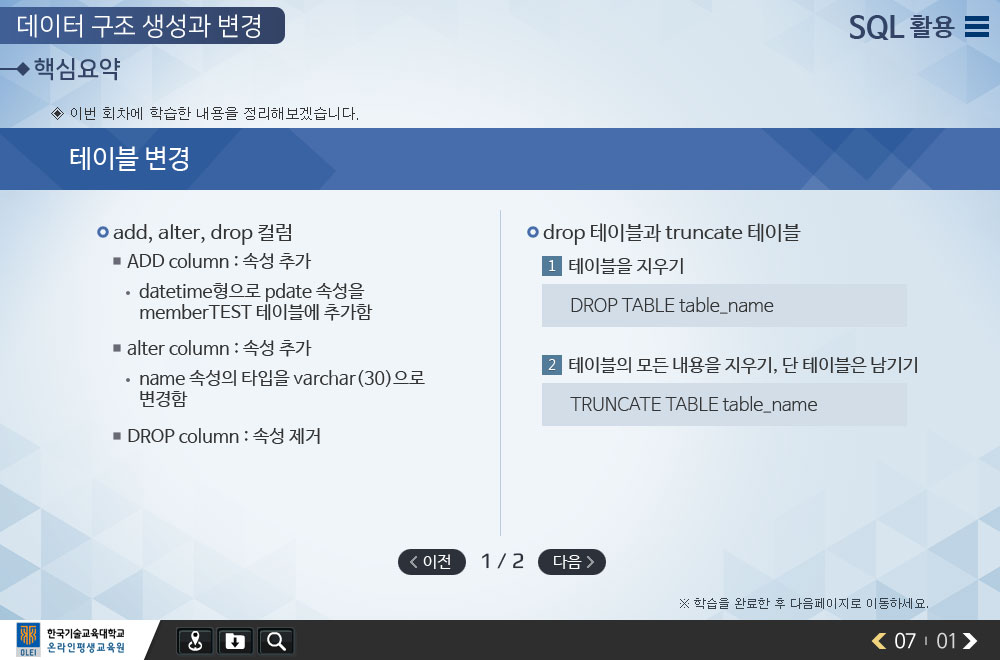 데이터 구조 생성과 변경
SQL 활용
핵심요약
◈ 이번 회차에 학습한 내용을 정리해보겠습니다.
테이블 변경
add, alter, drop 컬럼
ADD column : 속성 추가
datetime형으로 pdate 속성을
memberTEST 테이블에 추가함
alter column : 속성 추가
name 속성의 타입을 varchar(30)으로
변경함
DROP column : 속성 제거
drop 테이블과 truncate 테이블
1 테이블을 지우기
DROP TABLE table_name
2 테이블의 모든 내용을 지우기, 단 테이블은 남기기
TRUNCATE TABLE table_name
이전 1 / 2 다음
※ 학습을 완료한 후 다음페이지로 이동하세요.
OLEI
한국기술교육대학교
온라인평생교육원
07 01